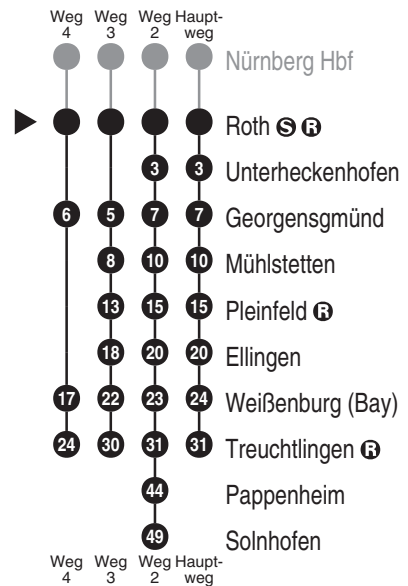 Weg Weg Weg Haupt-
4 3 2 weg
Nürnberg Hbf
Roth S R
3 3 Unterheckenhofen
6 5 7 7 Georgensgmünd
8 10 10 Mühlstetten
13 15 15 Pleinfeld R
18 20 20 Ellingen
17 22 23 24 Weißenburg (Bay)
24 30 31 31 Treuchtlingen R
44 Pappenheim
49 Solnhofen
Weg Weg Weg Haupt-
4 3 2 weg